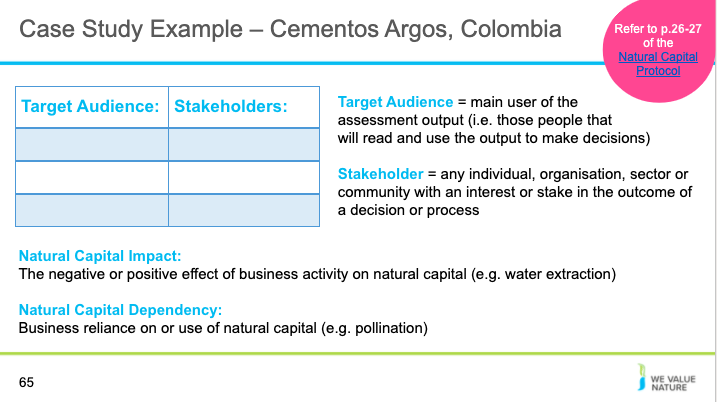 Case Study Example – Cementos Argos, Colombia
Refer to p.26-27
of the
Natural Capital
Protocol
Target Audience: Stakeholders:
Target Audience = main user of the
assessment output (i.e. those people that
will read and use the output to make decisions)
Stakeholder = any individual, organisation, sector or
community with an interest or stake in the outcome of
a decision or process
Natural Capital Impact:
The negative or positive effect of business activity on natural capital (e.g. water extraction)
Natural Capital Dependency:
Business reliance on or use of natural capital (e.g. pollination)
65
WE VALUE
NATURE